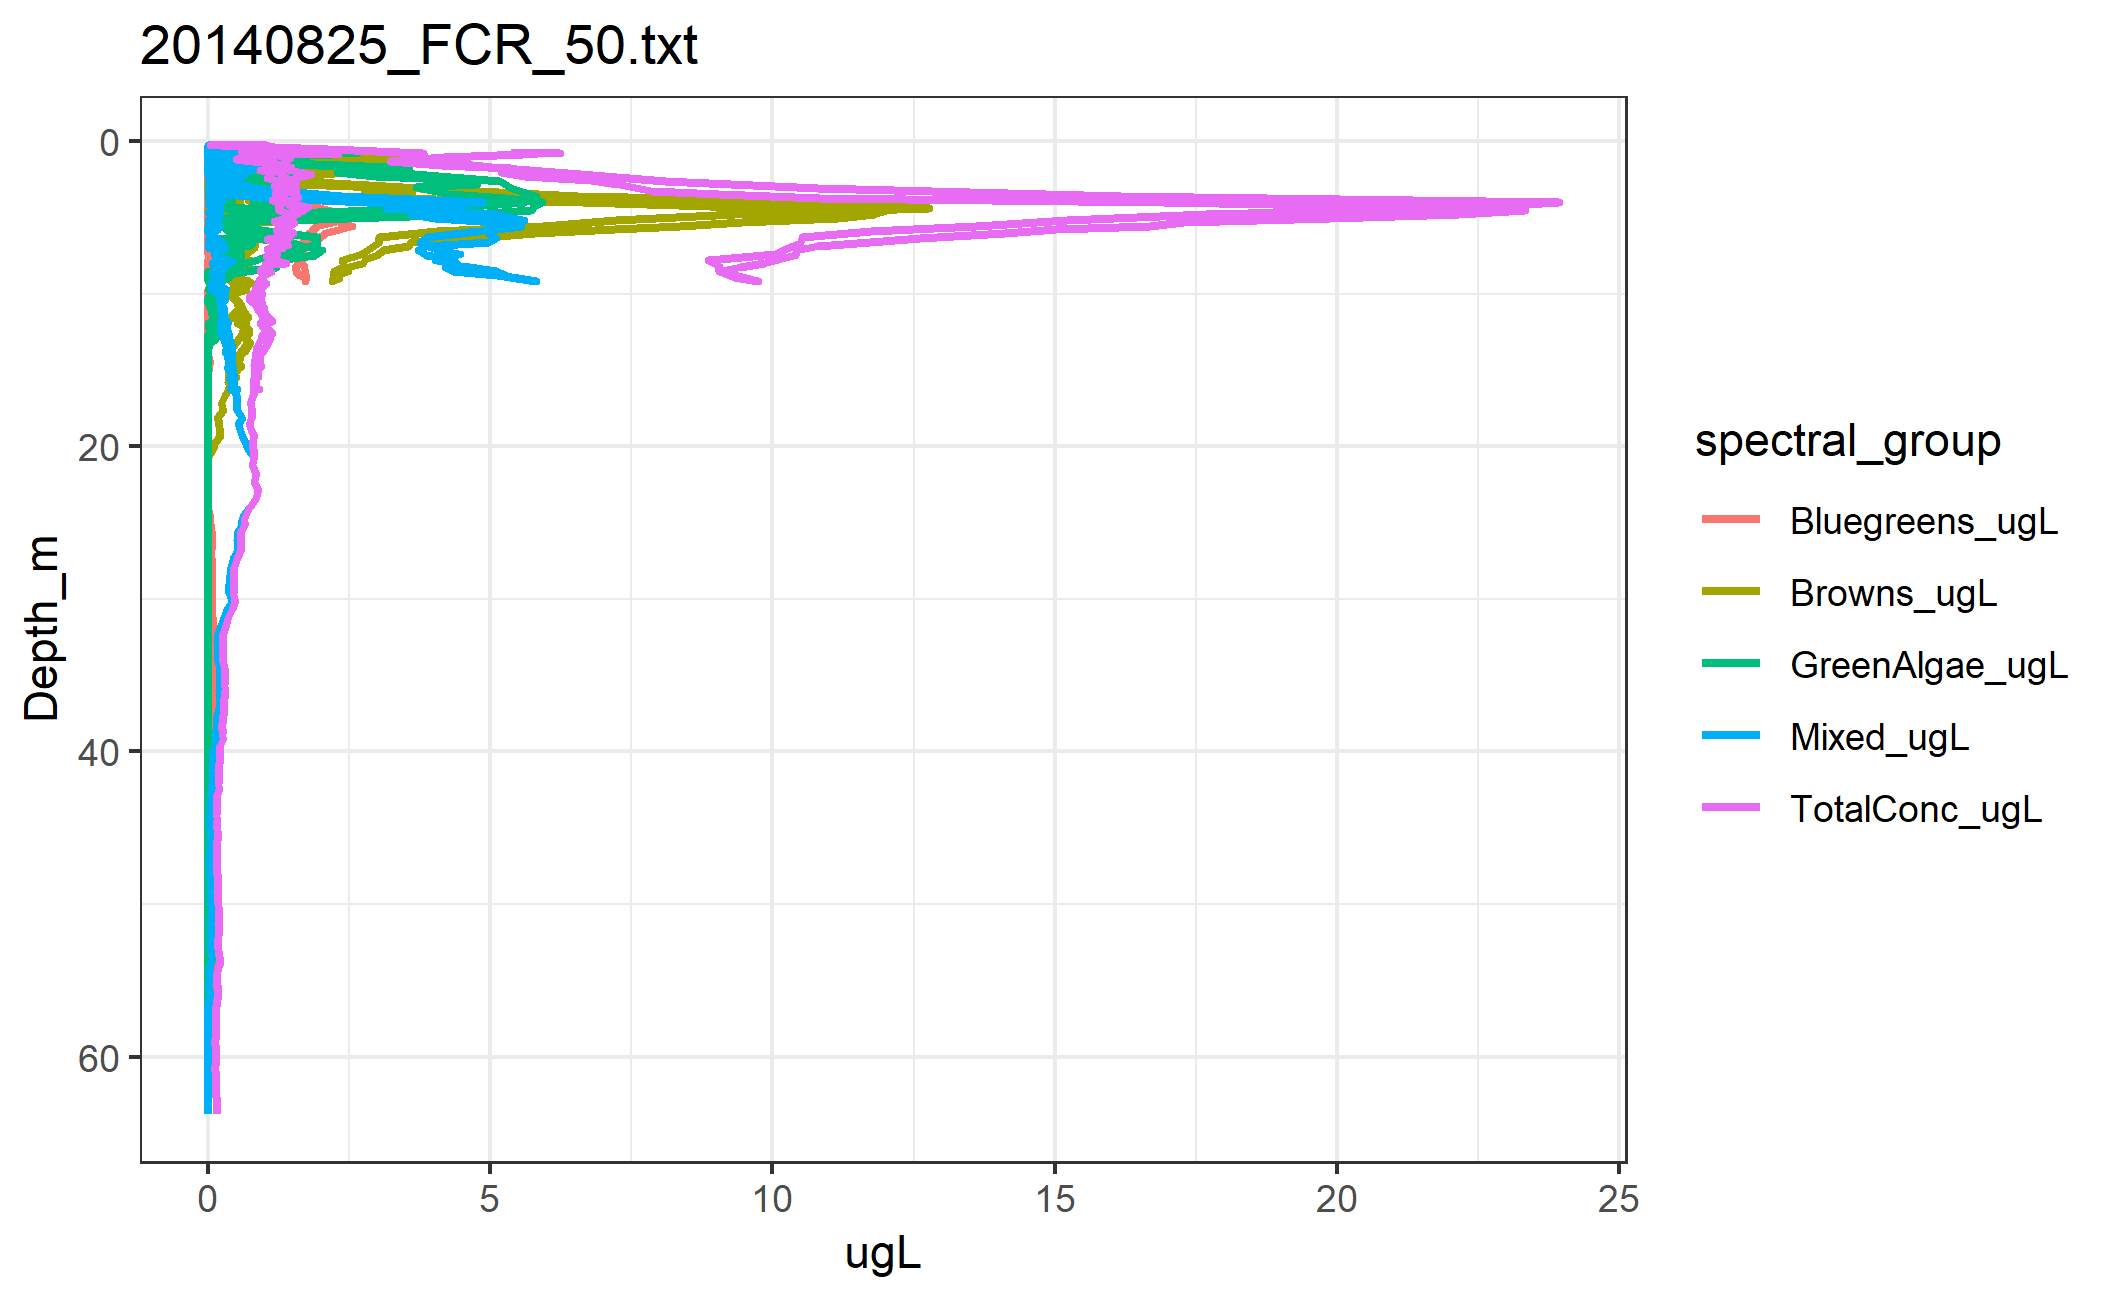 20140825_FCR_50.txt
0
20
40
60
Depth_m
0 5 10 15 20 25
ugL
spectral_group
Bluegreens_ugL
Browns_ugL
GreenAlgae_ugL
Mixed_ugL
TotalConc_ugL